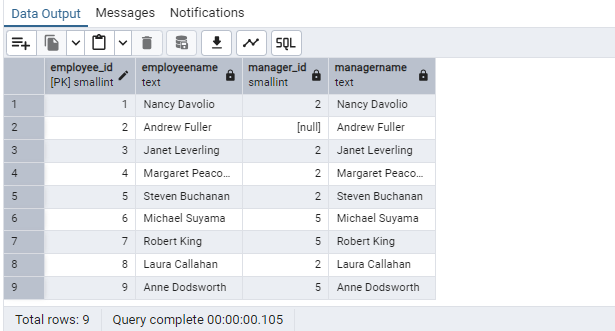 Data Output Messages Notifications
SQL
employee_id employeename manager_id managername
[PK] smallint text smallint text
1 1 Nancy Davolio 2 Nancy Davolio
2 2 Andrew Fuller [null] Andrew Fuller
3 3 Janet Leverling 2 Janet Leverling
4 4 Margaret Peaco... 2 Margaret Peaco...
5 5 Steven Buchanan 2 Steven Buchanan
6 6 Michael Suyama 5 Michael Suyama
7 7 Robert King 5 Robert King
8 8 Laura Callahan 2 Laura Callahan
9 9 Anne Dodsworth 5 Anne Dodsworth
Total rows: 9 Query complete 00:00:00.105